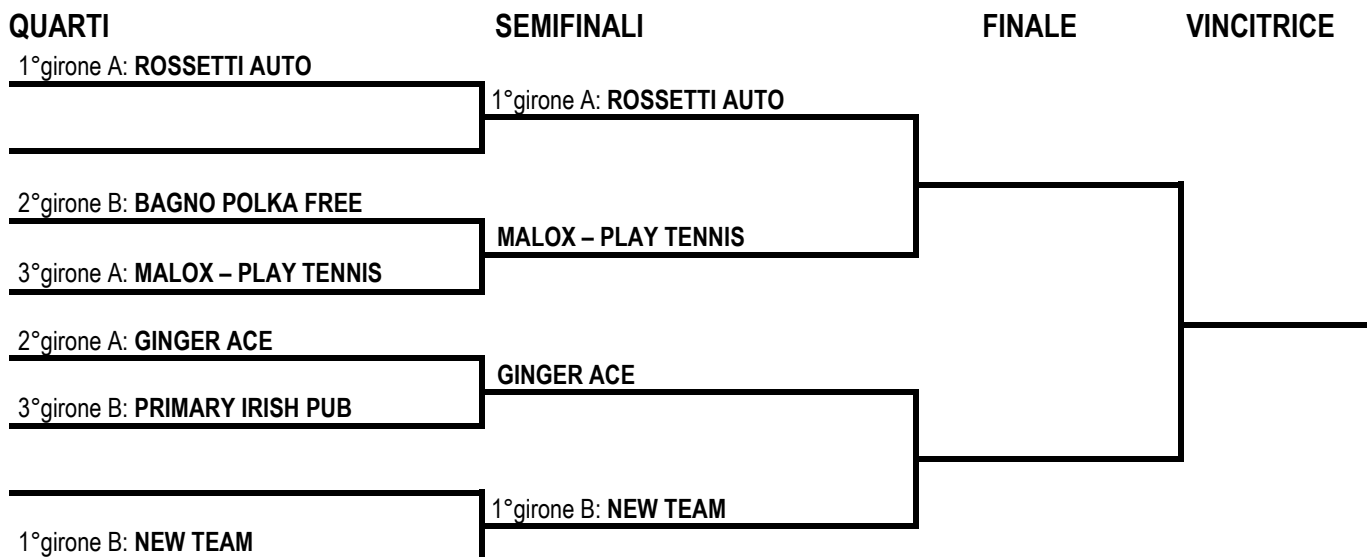 QUARTI SEMIFINALI FINALE VINCITRICE
1°girone A: ROSSETTI AUTO
1°girone A: ROSSETTI AUTO
2°girone B: BAGNO POLKA FREE
MALOX – PLAY TENNIS
3°girone A: MALOX – PLAY TENNIS
2°girone A: GINGER ACE
GINGER ACE
3°girone B: PRIMARY IRISH PUB
1°girone B: NEW TEAM
1°girone B: NEW TEAM